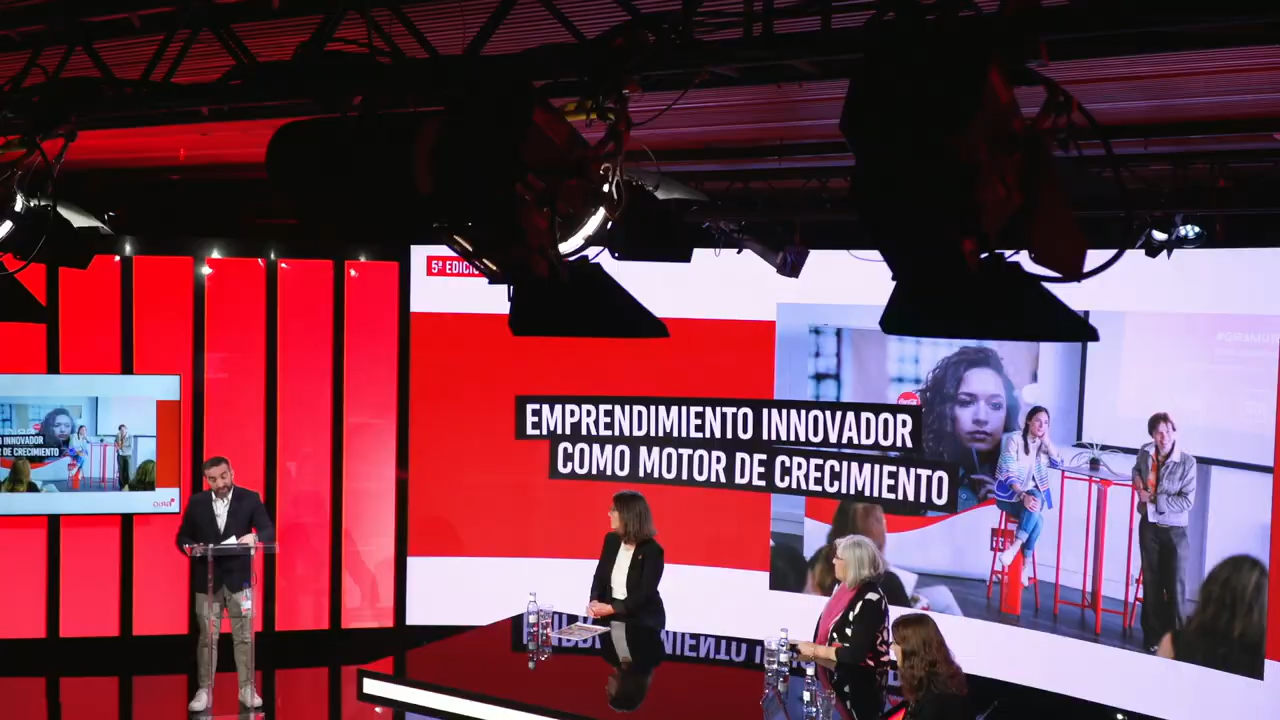 5ª EDICI
EMPRENDIMIENTO INNOVADOR
COMO MOTOR DE CRECIMIENTO
INNOVADOR
DE CRECIMIENTO